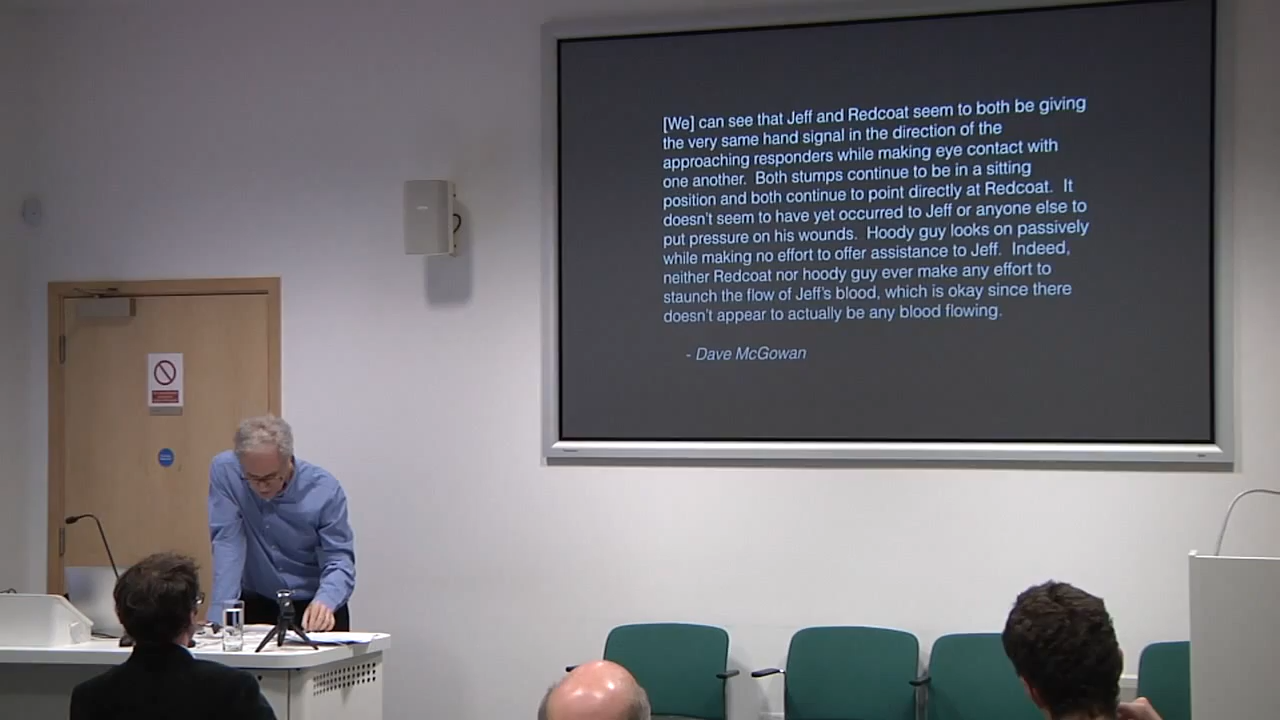 [We] can see that Jeff and Redcoat seem to both be giving
the very same hand signal in the direction of the
approaching responders while making eye contact with
one another.  Both stumps continue to be in a sitting
position and both continue to point directly at Redcoat.  It
doesn't seem to have yet occurred to Jeff or anyone else to
put pressure on his wounds.  Hoody guy looks on passively
while making no effort to offer assistance to Jeff.  Indeed,
neither Redcoat nor hoody guy ever make any effort to
staunch the flow of Jeff's blood, which is okay since there
doesn't appear to actually be any blood flowing.
- Dave McGowan